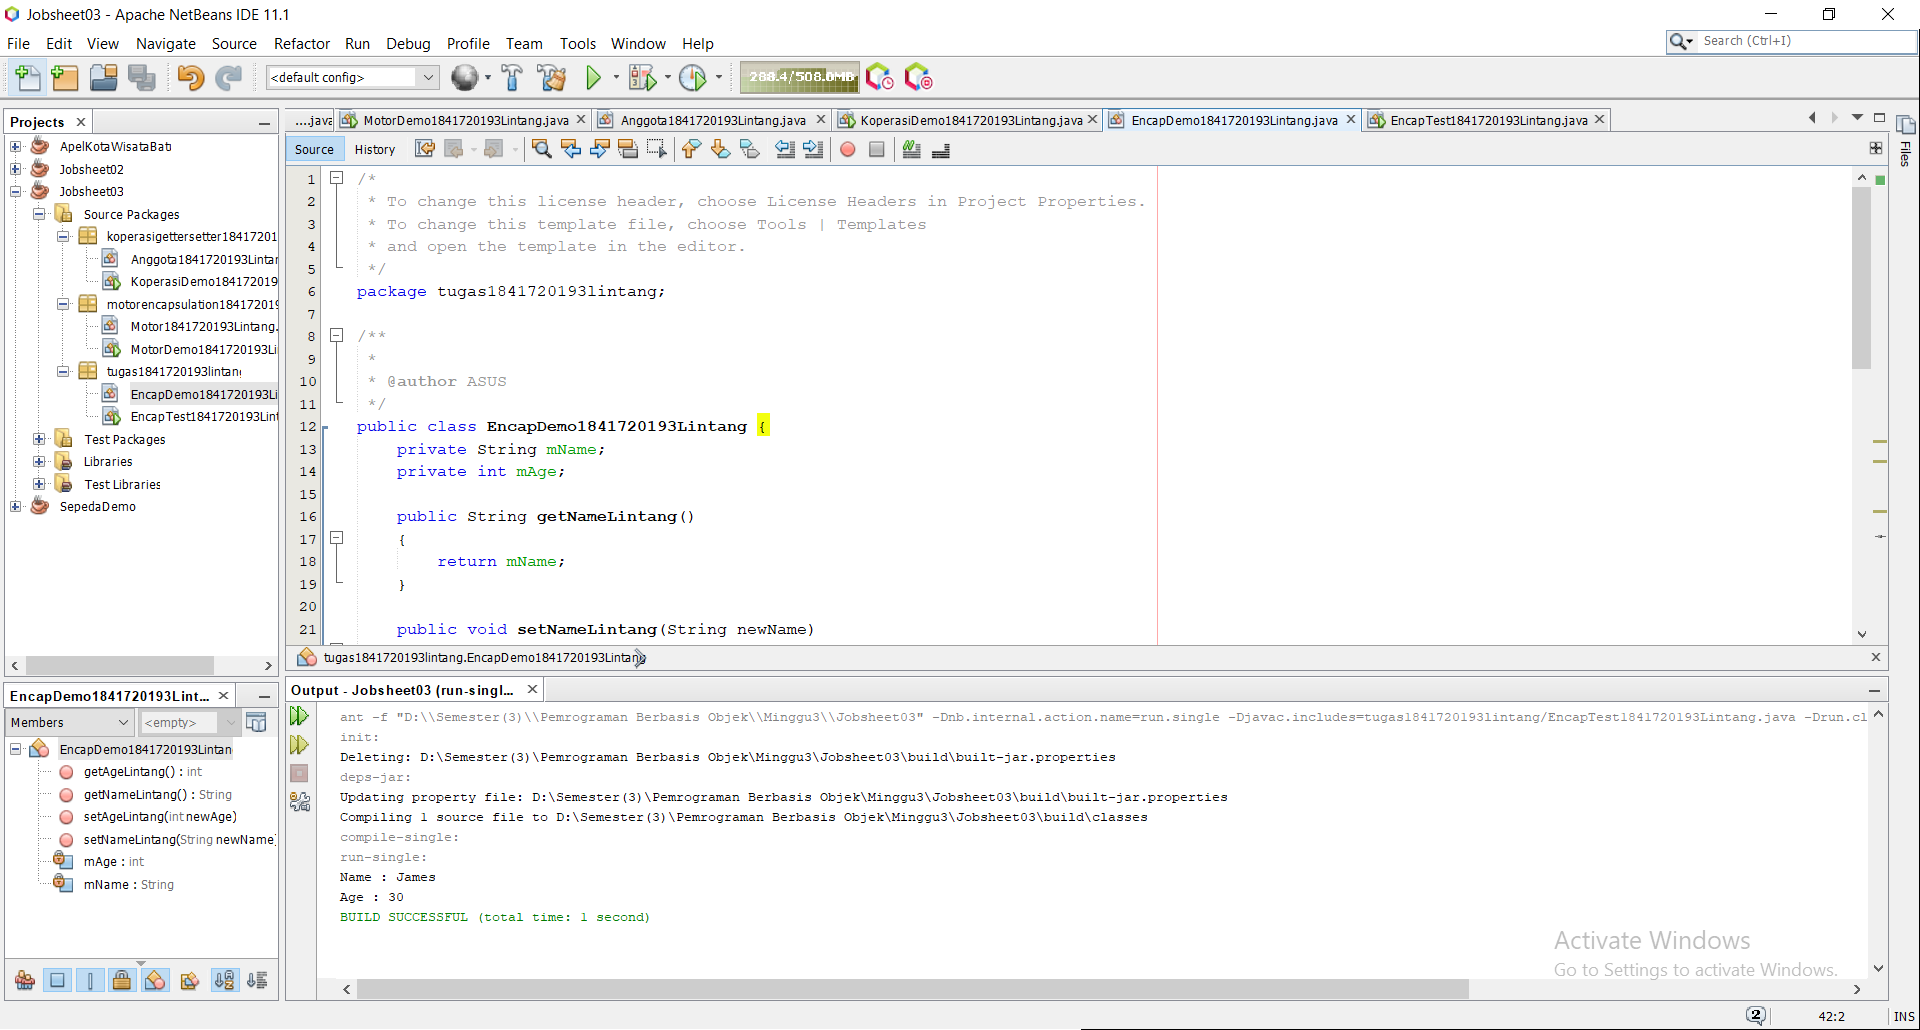 Jobsheet03 - Apache NetBeans IDE 11.1
File Edit View Navigate Source Refactor Run Debug Profile Team Tools Window Help
Search (Ctrl+I)
<default config>
288.4/508.0MB
Projects
....java
MotorDemo1841720193Lintang.java
Anggota1841720193Lintang.java
KoperasiDemo1841720193Lintang.java
EncapDemo1841720193Lintang.java
EncapTest1841720193Lintang.java
Files
Source History
ApelKotaWisataBatı
Jobsheet02
Jobsheet03
Source Packages
koperasigettersetter18417201
Anggota1841720193Lintar
KoperasiDemo184172019
motorencapsulation184172019
Motor1841720193Lintang.
MotorDemo1841720193Li
tugas1841720193lintang
EncapDemo1841720193Li
EncapTest1841720193Lint
Test Packages
Libraries
Test Libraries
SepedaDemo
1 /*
2 * To change this license header, choose License Headers in Project Properties.
3 * To change this template file, choose Tools | Templates
4 * and open the template in the editor.
5 */
6 package tugas1841720193lintang;
7
8 /**
9 *
10 * @author ASUS
11 */
12 public class EncapDemo1841720193Lintang {
13 private String mName;
14 private int mAge;
15
16 public String getNameLintang()
17 {
18 return mName;
19 }
20
21 public void setNameLintang(String newName)
tugas1841720193lintang.EncapDemo1841720193Lintang
EncapDemo1841720193Lint...
Members
<empty>
EncapDemo1841720193Lintan
getAgeLintang() : int
getNameLintang() : String
setAgeLintang(int newAge)
setNameLintang(String newName
mAge : int
mName : String
Output - Jobsheet03 (run-singl...
ant -f "D:\\Semester(3)\\Pemrograman Berbasis Objek\\Minggu3\\Jobsheet03" -Dnb.internal.action.name=run.single -Djavac.includes=tugas1841720193lintang/EncapTest1841720193Lintang.java -Drun.cl
init:
Deleting: D:\Semester(3)\Pemrograman Berbasis Objek\Minggu3\Jobsheet03\build\built-jar.properties
deps-jar:
Updating property file: D:\Semester(3)\Pemrograman Berbasis Objek\Minggu3\Jobsheet03\build\built-jar.properties
Compiling 1 source file to D:\Semester(3)\Pemrograman Berbasis Objek\Minggu3\Jobsheet03\build\classes
compile-single:
run-single:
Name : James
Age : 30
BUILD SUCCESSFUL (total time: 1 second)
Activate Windows
Go to Settings to activate Windows.
2
42:2
INS